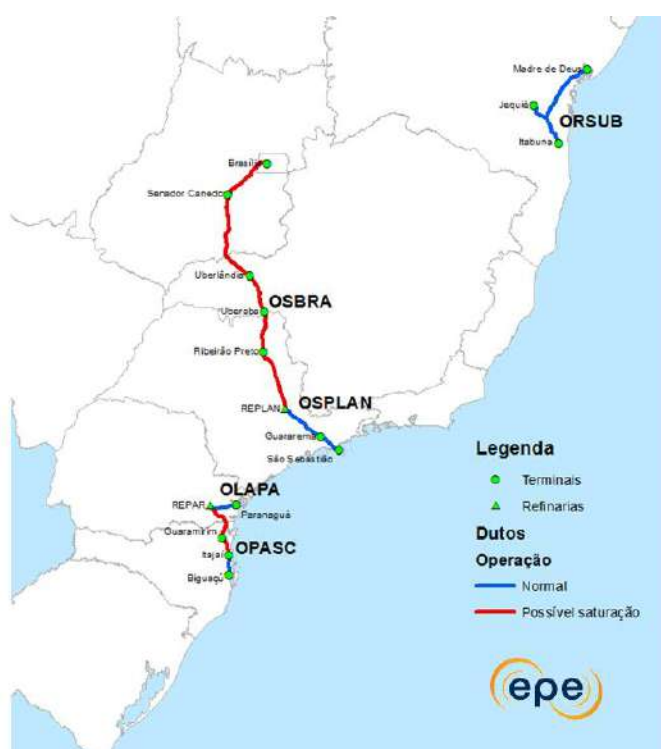 Madre de Deus
Jequié
ORSUB
Itabuna
Brasília
Senador Canedo
Uberlândia
OSBRA
Uberaba
Ribeirão Preto
REPLAN
OSPLAN
Guararema
São Sebastião
OLAPA
REPAR
Paranaguá
Guaramirim
OPASC
Itajaí
Biguaçú
Legenda
Terminais
Refinarias
Dutos
Operação
Normal
Possível saturação
epe